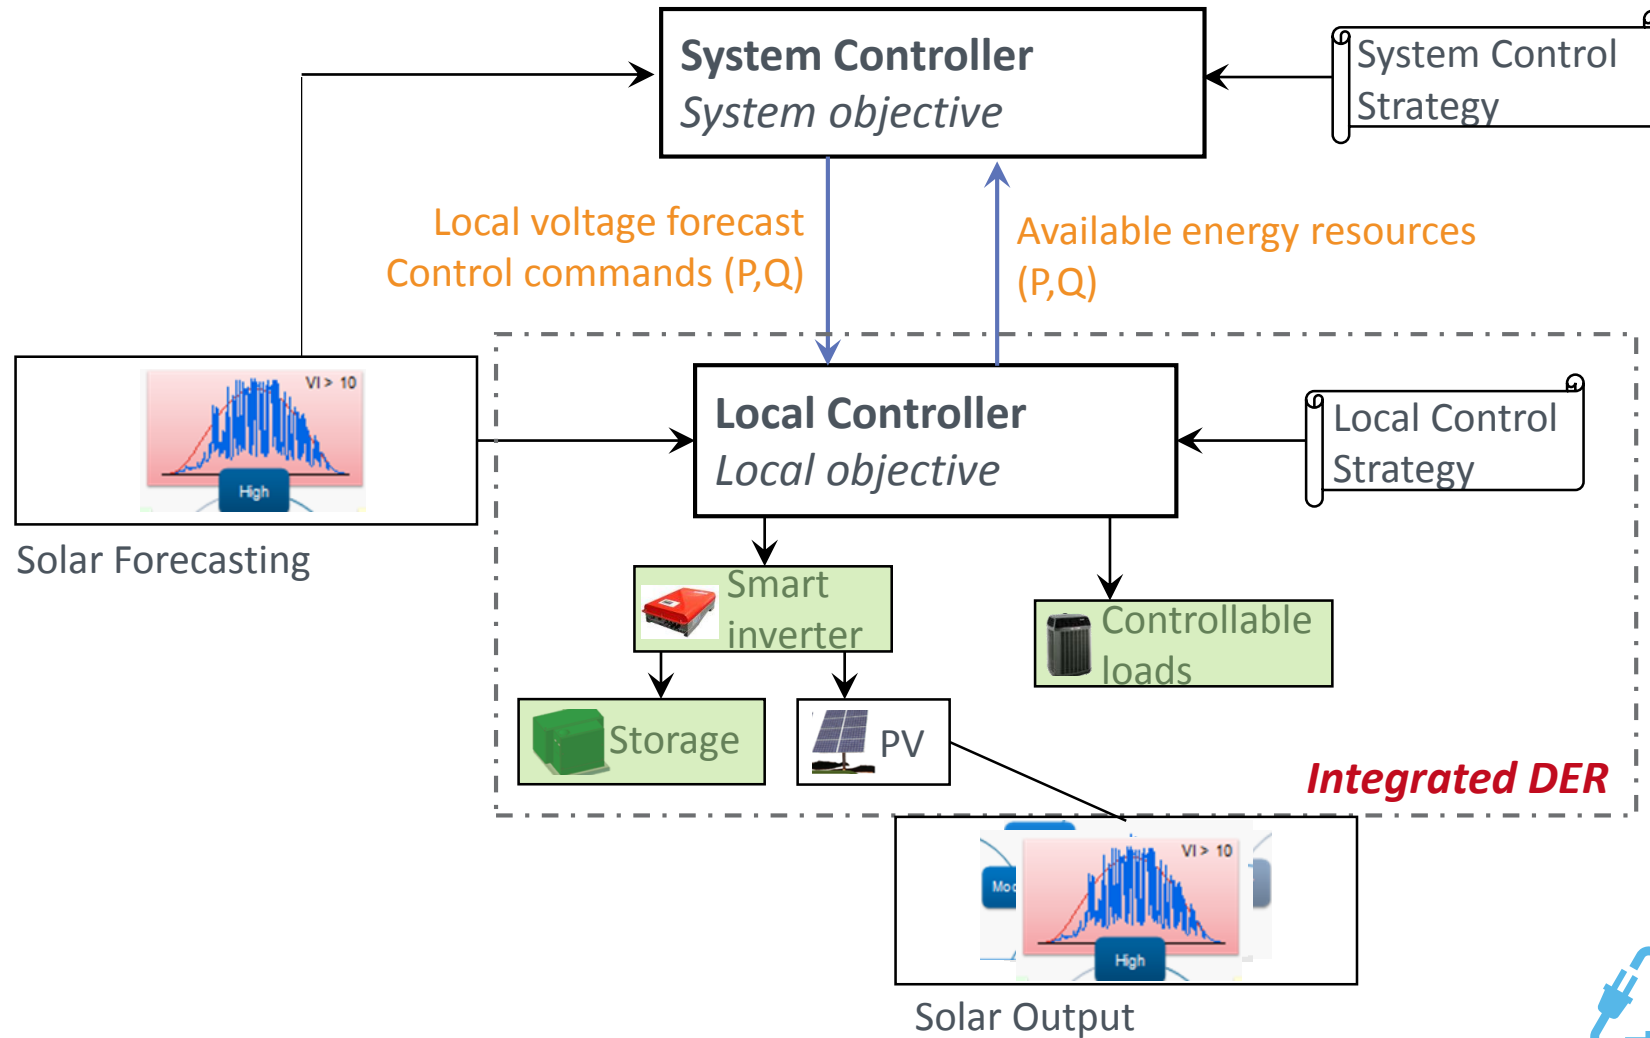 System Controller
System objective
System Control
Strategy
Local voltage forecast
Control commands (P,Q)
Available energy resources
(P,Q)
VI > 10
High
Solar Forecasting
Local Controller
Local objective
Local Control
Strategy
Smart
inverter
Controllable
loads
Storage
PV
Integrated DER
VI > 10
High
Solar Output